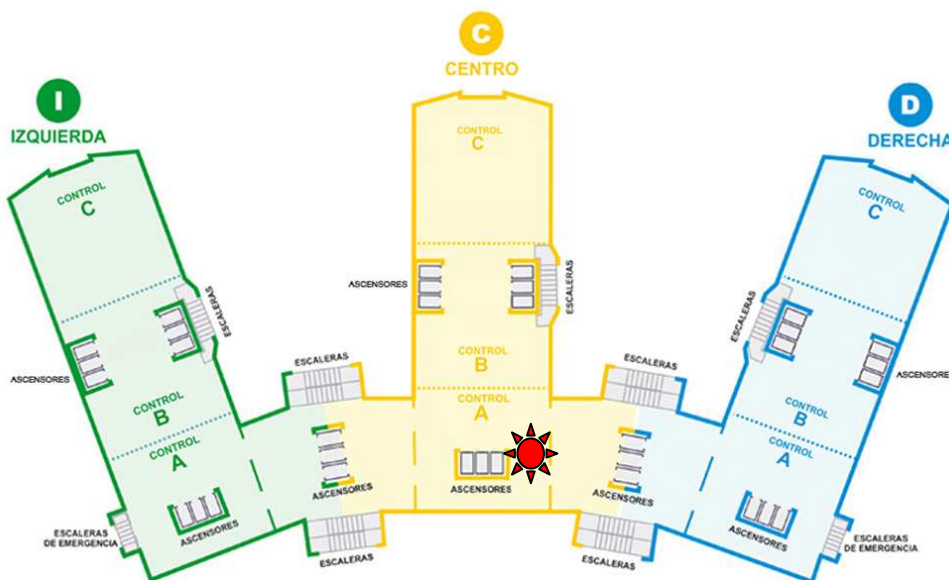 C
CENTRO
I
IZQUIERDA
D
DERECHA
CONTROL
C
CONTROL
C
CONTROL
C
ASCENSORES
ESCALERAS
ESCALERAS
ESCALERAS
ASCENSORES
ASCENSORES
CONTROL
B
ESCALERAS
CONTROL
B
ESCALERAS
CONTROL
B
CONTROL
A
CONTROL
A
CONTROL
A
ASCENSORES
ASCENSORES
ASCENSORES
ASCENSORES
ASCENSORES
ESCALERAS
DE EMERGENCIA
ESCALERAS
ESCALERAS
ESCALERAS
DE EMERGENCIA